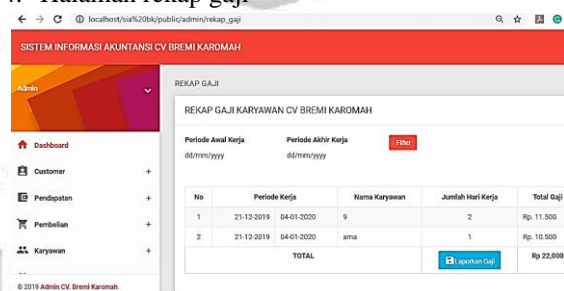 4. Halaman rekap gaji
localhost/sia%20bk/public/admin/rekap_gaji
SISTEM INFORMASI AKUNTANSI CV BREMI KAROMAH
Admin
REKAP GAJI
REKAP GAJI KARYAWAN CV BREMI KAROMAH
Periode Awal Kerja Periode Akhir Kerja Filter
dd/mm/yyyy dd/mm/yyyy
Dashboard
Customer +
Pendapatan +
Pembelian +
Karyawan +
No Periode Kerja Nama Karyawan Jumlah Hari Kerja Total Gaji
1 21-12-2019 04-01-2020 9 2 Rp. 11.500
2 21-12-2019 04-01-2020 ama 1 Rp. 10.500
TOTAL Laporkan Gaji Rp 22,000
© 2019 Admin CV. Bremi Karomah.